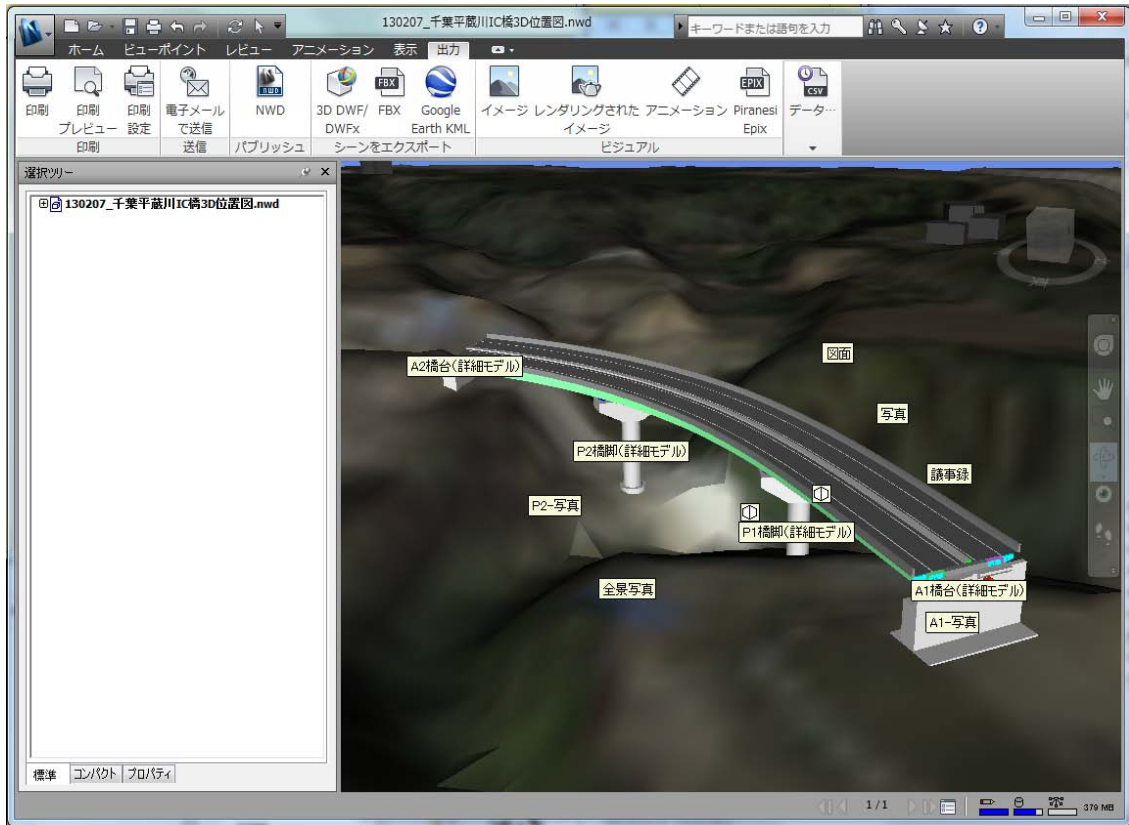 130207_千葉平蔵川IC橋3D位置図.nwd
キーワードまたは語句を入力
ホーム ビューポイント レビュー アニメーション 表示 出力
印刷
印刷 プレビュー
印刷 設定
電子メール で送信
NWD
3D DWF/ DWFx
FBX
Google Earth KML
イメージ
レンダリングされた イメージ
アニメーション
EPIX
Piranesi Epix
CSV
データ…
印刷
送信
パブリッシュ
シーンをエクスポート
ビジュアル
選択ツリー
130207_千葉平蔵川IC橋3D位置図.nwd
図面
A2橋台(詳細モデル)
写真
P2橋脚(詳細モデル)
議事録
P2-写真
P1橋脚(詳細モデル)
全景写真
A1橋台(詳細モデル)
A1-写真
標準 コンパクト プロパティ
1/1
379 MB